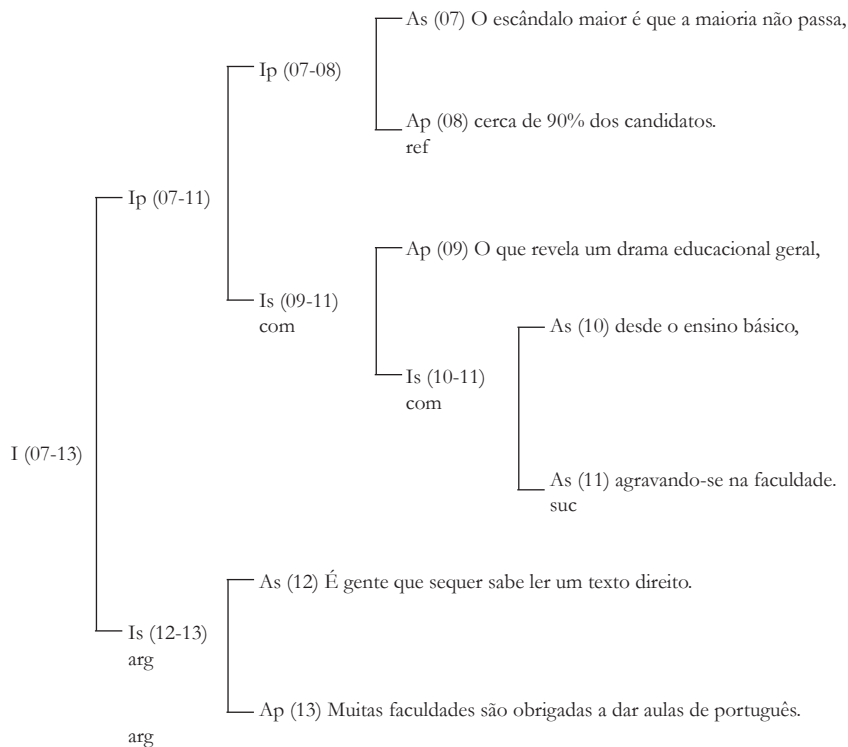 As (07) O escândalo maior é que a maioria não passa,
Ip (07-08)
Ap (08) cerca de 90% dos candidatos.
ref
Ip (07-11)
Ap (09) O que revela um drama educacional geral,
Is (09-11)
com
As (10) desde o ensino básico,
Is (10-11)
com
I (07-13)
As (11) agravando-se na faculdade.
suc
As (12) É gente que sequer sabe ler um texto direito.
Is (12-13)
arg
Ap (13) Muitas faculdades são obrigadas a dar aulas de português.
arg